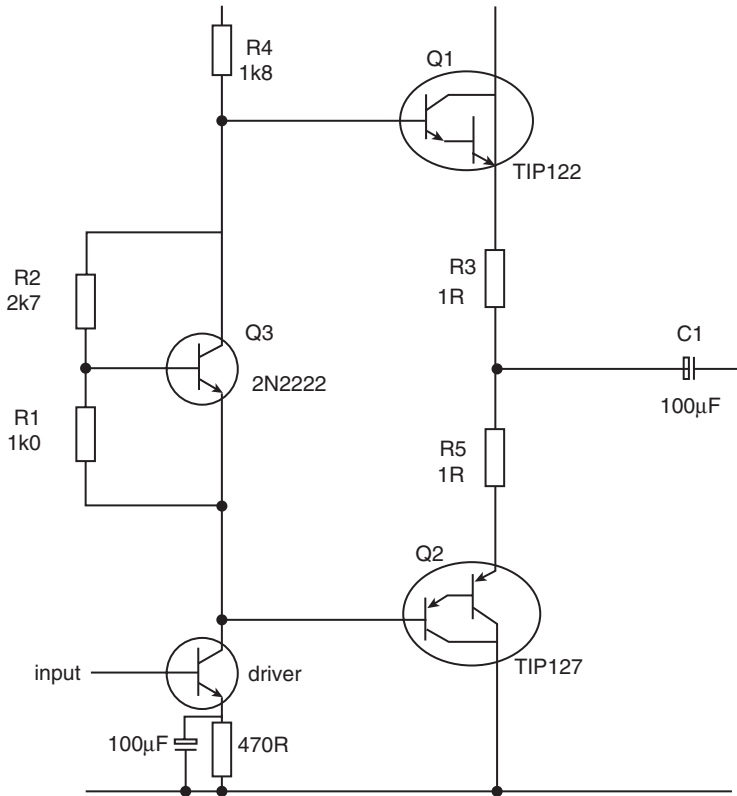 R4
1k8
Q1
TIP122
R2
2k7
R3
1R
Q3
2N2222
C1
100µF
R1
1k0
R5
1R
Q2
TIP127
input
driver
100µF
470R